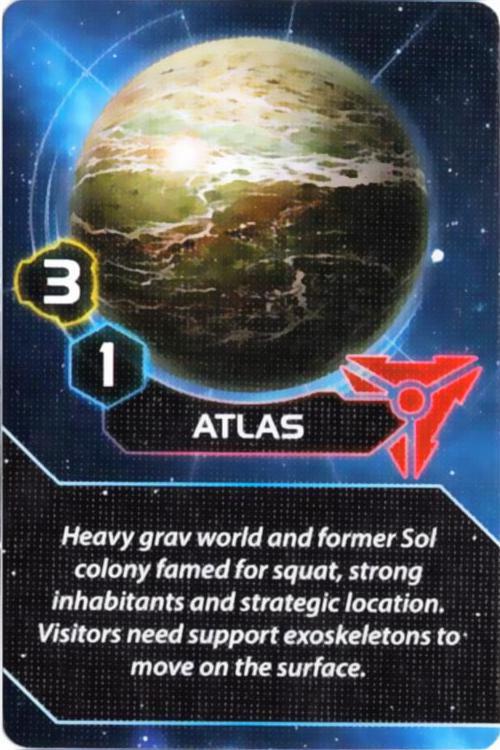 3
1
ATLAS
Heavy grav world and former Sol
colony famed for squat, strong
inhabitants and strategic location.
Visitors need support exoskeletons to
move on the surface.